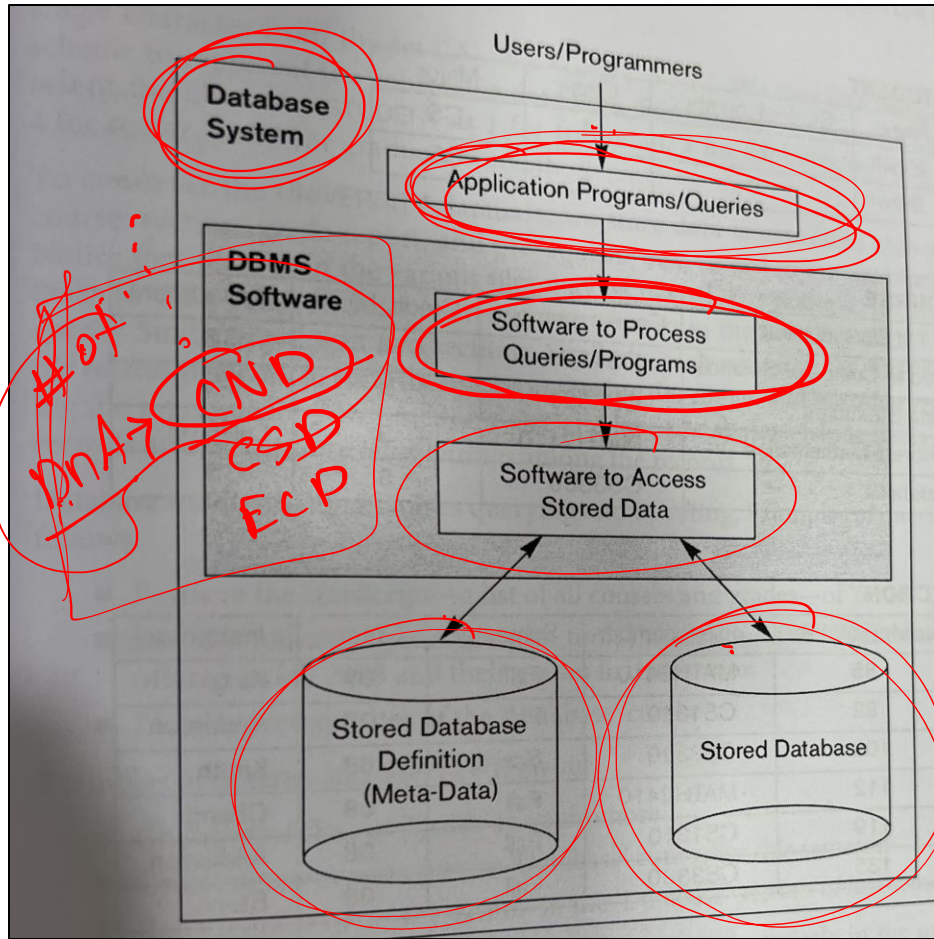 Users/Programmers
Database
System
Application Programs/Queries
DBMS
Software
Software to Process
Queries/Programs
# of
DnA → CND
CSD
ECP
Software to Access
Stored Data
Stored Database
Definition
(Meta-Data)
Stored Database